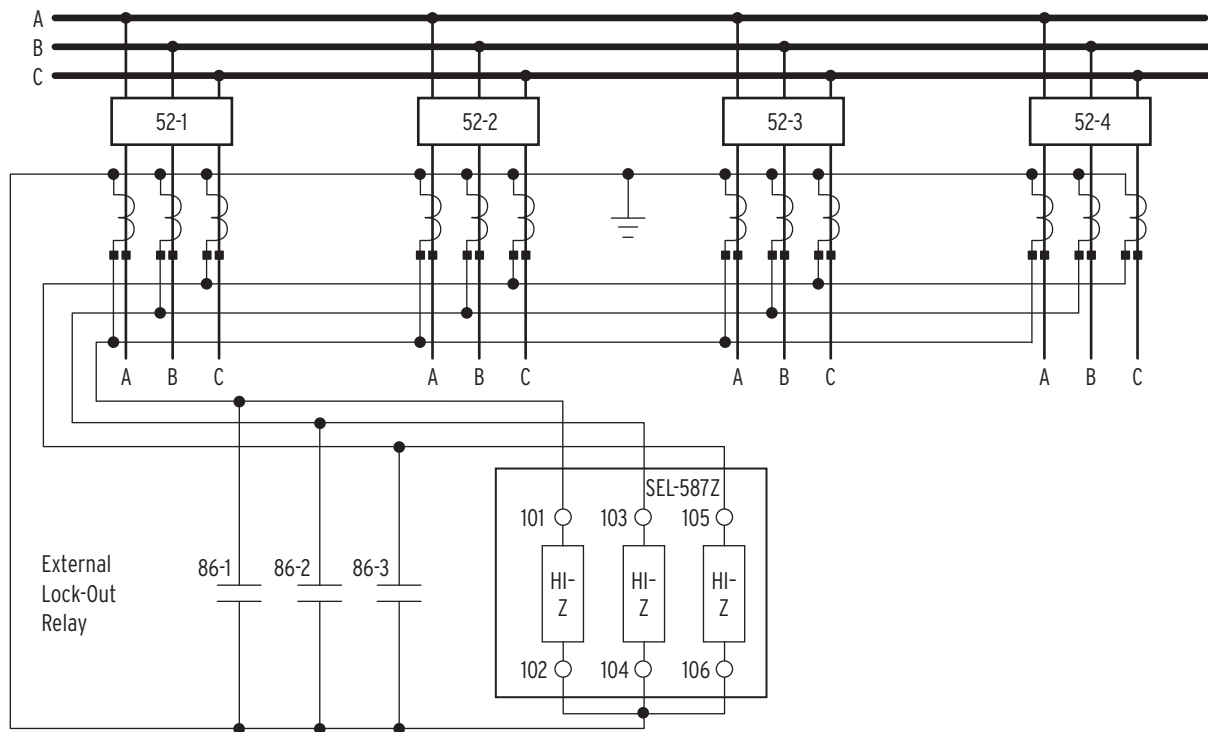 A
B
C
52-1
52-2
52-3
52-4
A B C
A B C
A B C
A B C
SEL-587Z
101
103
105
External
Lock-Out
Relay
86-1
86-2
86-3
HI-
Z
HI-
Z
HI-
Z
102
104
106